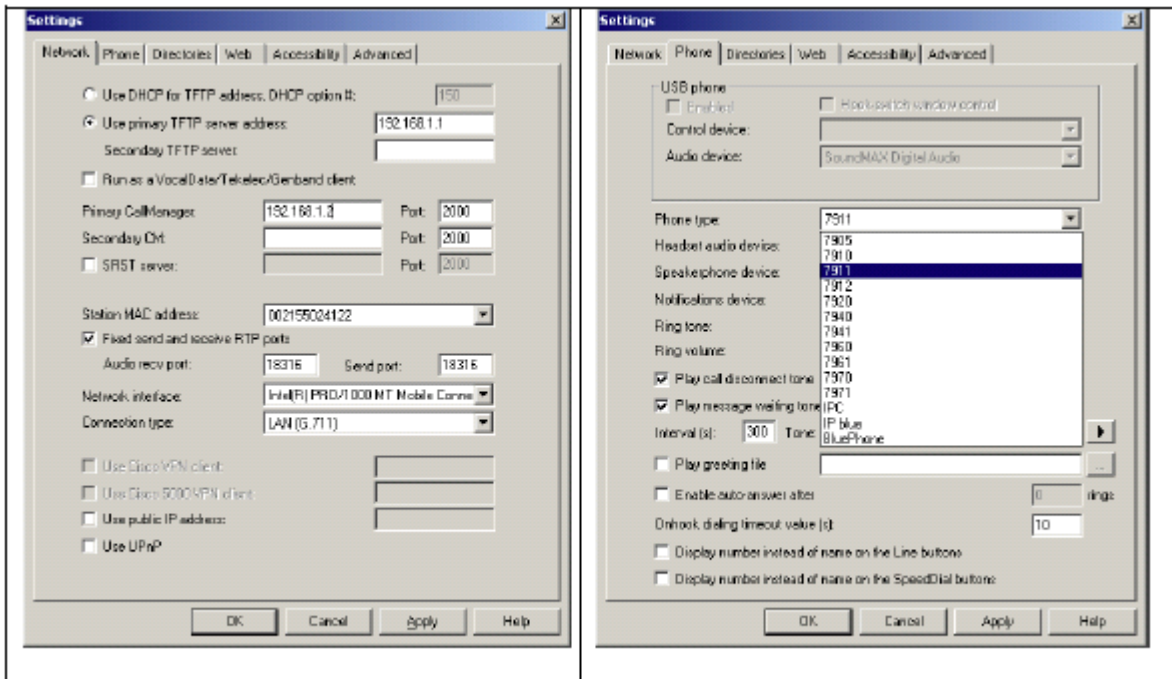 Settings
Network Phone Directories Web Accessibility Advanced
Use DHCP for TFTP address, DHCP option #: 150
Use primary TFTP server address: 192.168.1.1
Secondary TFTP server:
Run as a VocalData/Tekelec/Genband client
Primary CallManager: 192.168.1.2 Port: 2000
Secondary CM: Port: 2000
SRST server: Port: 2000
Station MAC address: 002155024122
Fixed send and receive RTP ports
Audio recv port: 18316 Send port: 18316
Network interface: Intel(R) PRO/1000 MT Mobile Conne
Connection type: LAN (G.711)
Use Cisco VPN client:
Use Cisco 5000 VPN client:
Use public IP address:
Use UPnP
OK Cancel Apply Help
Settings
Network Phone Directories Web Accessibility Advanced
USB phone
Enabled Hook-switch window control
Control device:
Audio device: SoundMAX Digital Audio
Phone type: 7911
Headset audio device:
Speakerphone device:
Notifications device:
Ring tone:
Ring volume:
7905
7910
7911
7912
7920
7940
7941
7960
7961
7970
7971
IPC
IP blue
BluePhone
Play call disconnect tone
Play message waiting tone
Interval (s): 300 Tone:
Play greeting file ...
Enable auto-answer after 0 rings
Onhook dialing timeout value (s): 10
Display number instead of name on the Line buttons
Display number instead of name on the SpeedDial buttons
OK Cancel Apply Help